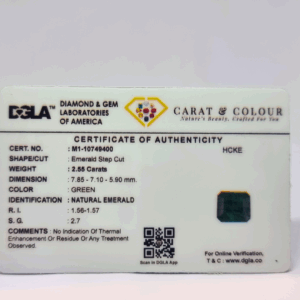 DGLA
DIAMOND & GEM
LABORATORIES
OF AMERICA
CARAT & COLOUR
Nature's Beauty, Crafted For You
CERTIFICATE OF AUTHENTICITY
CERT. NO. : M1-10749400
HCKE
SHAPE/CUT : Emerald Step Cut
WEIGHT : 2.55 Carats
DIMENSION : 7.85 - 7.10 - 5.90 mm.
COLOR : GREEN
IDENTIFICATION : NATURAL EMERALD
R. I. : 1.56-1.57
S. G. : 2.7
COMMENTS : No Indication of Thermal
Enhancement Or Resin Or Any Treatment
Observed.
Scan in DGLA App
For Online Verification,
T & C : www.dgla.co